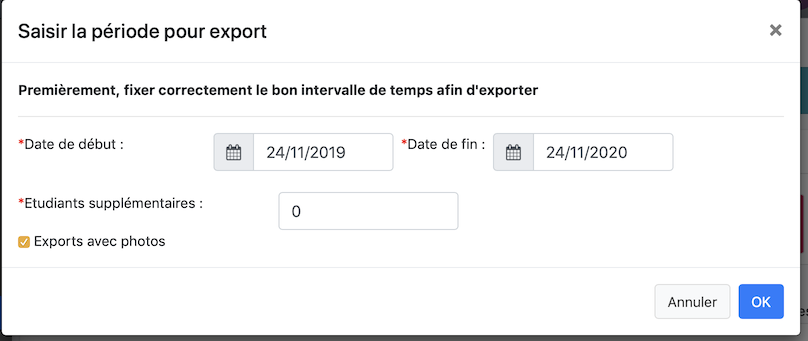 Saisir la période pour export
Premièrement, fixer correctement le bon intervalle de temps afin d'exporter
*Date de début : 24/11/2019 *Date de fin : 24/11/2020
*Etudiants supplémentaires : 0
Exports avec photos
Annuler OK